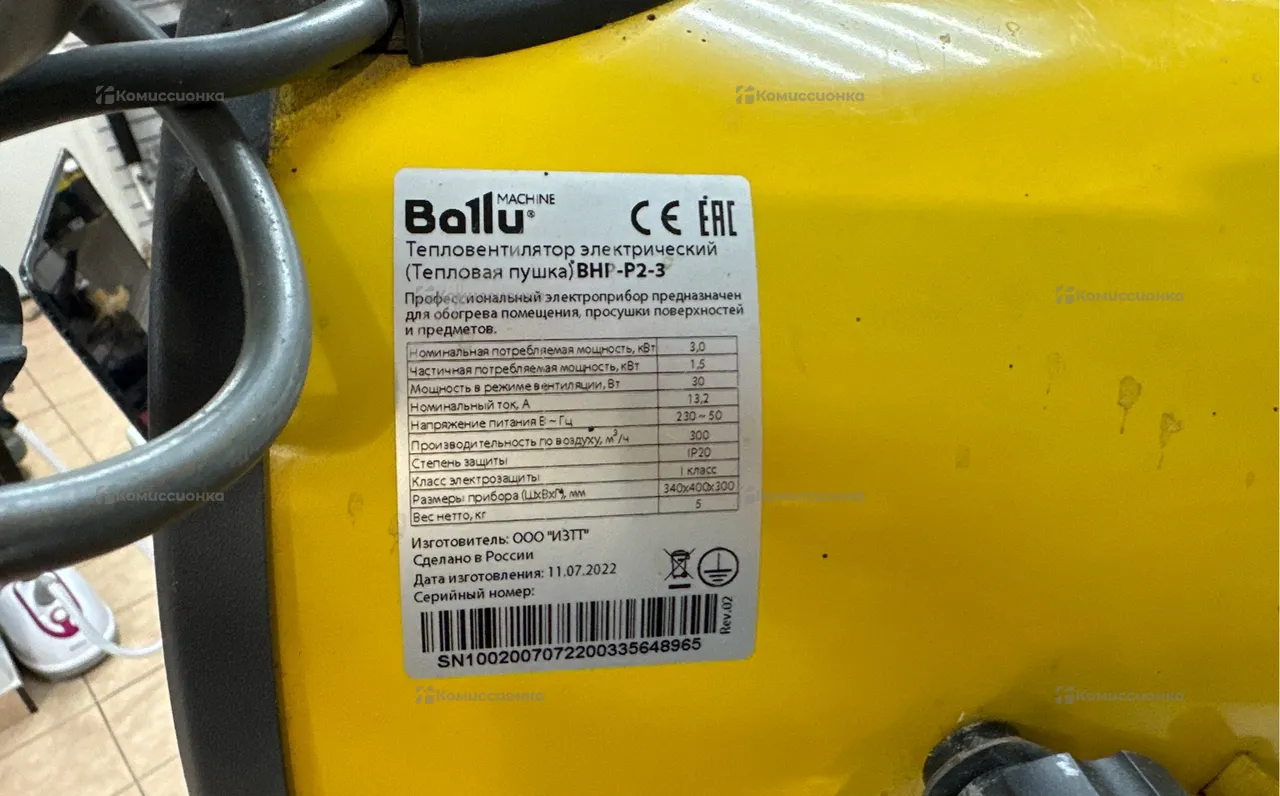 Комиссионка
Комиссионка
Ballu® MACHINE CE EAC
Тепловентилятор электрический
(Тепловая пушка) BHP-P2-3
Профессиональный электроприбор предназначен
для обогрева помещения, просушки поверхностей
и предметов.
Номинальная потребляемая мощность, кВт 3,0
Частичная потребляемая мощность, кВт 1,5
Мощность в режиме вентиляции, Вт 30
Номинальный ток, А 13,2
Напряжение питания В ~ Гц 230 ~ 50
Производительность по воздуху, м³/ч 300
Степень защиты IP20
Класс электрозащиты I класс
Размеры прибора (ШхВхГ), мм 340x400x300
Вес нетто, кг 5
Изготовитель: ООО "ИЗТТ"
Сделано в России
Дата изготовления: 11.07.2022
Серийный номер:
Rev.02
SN1002007072200335648965
Комиссионка
Комиссионка
Комиссионка
Комиссионка
Комиссионка
Комиссионка